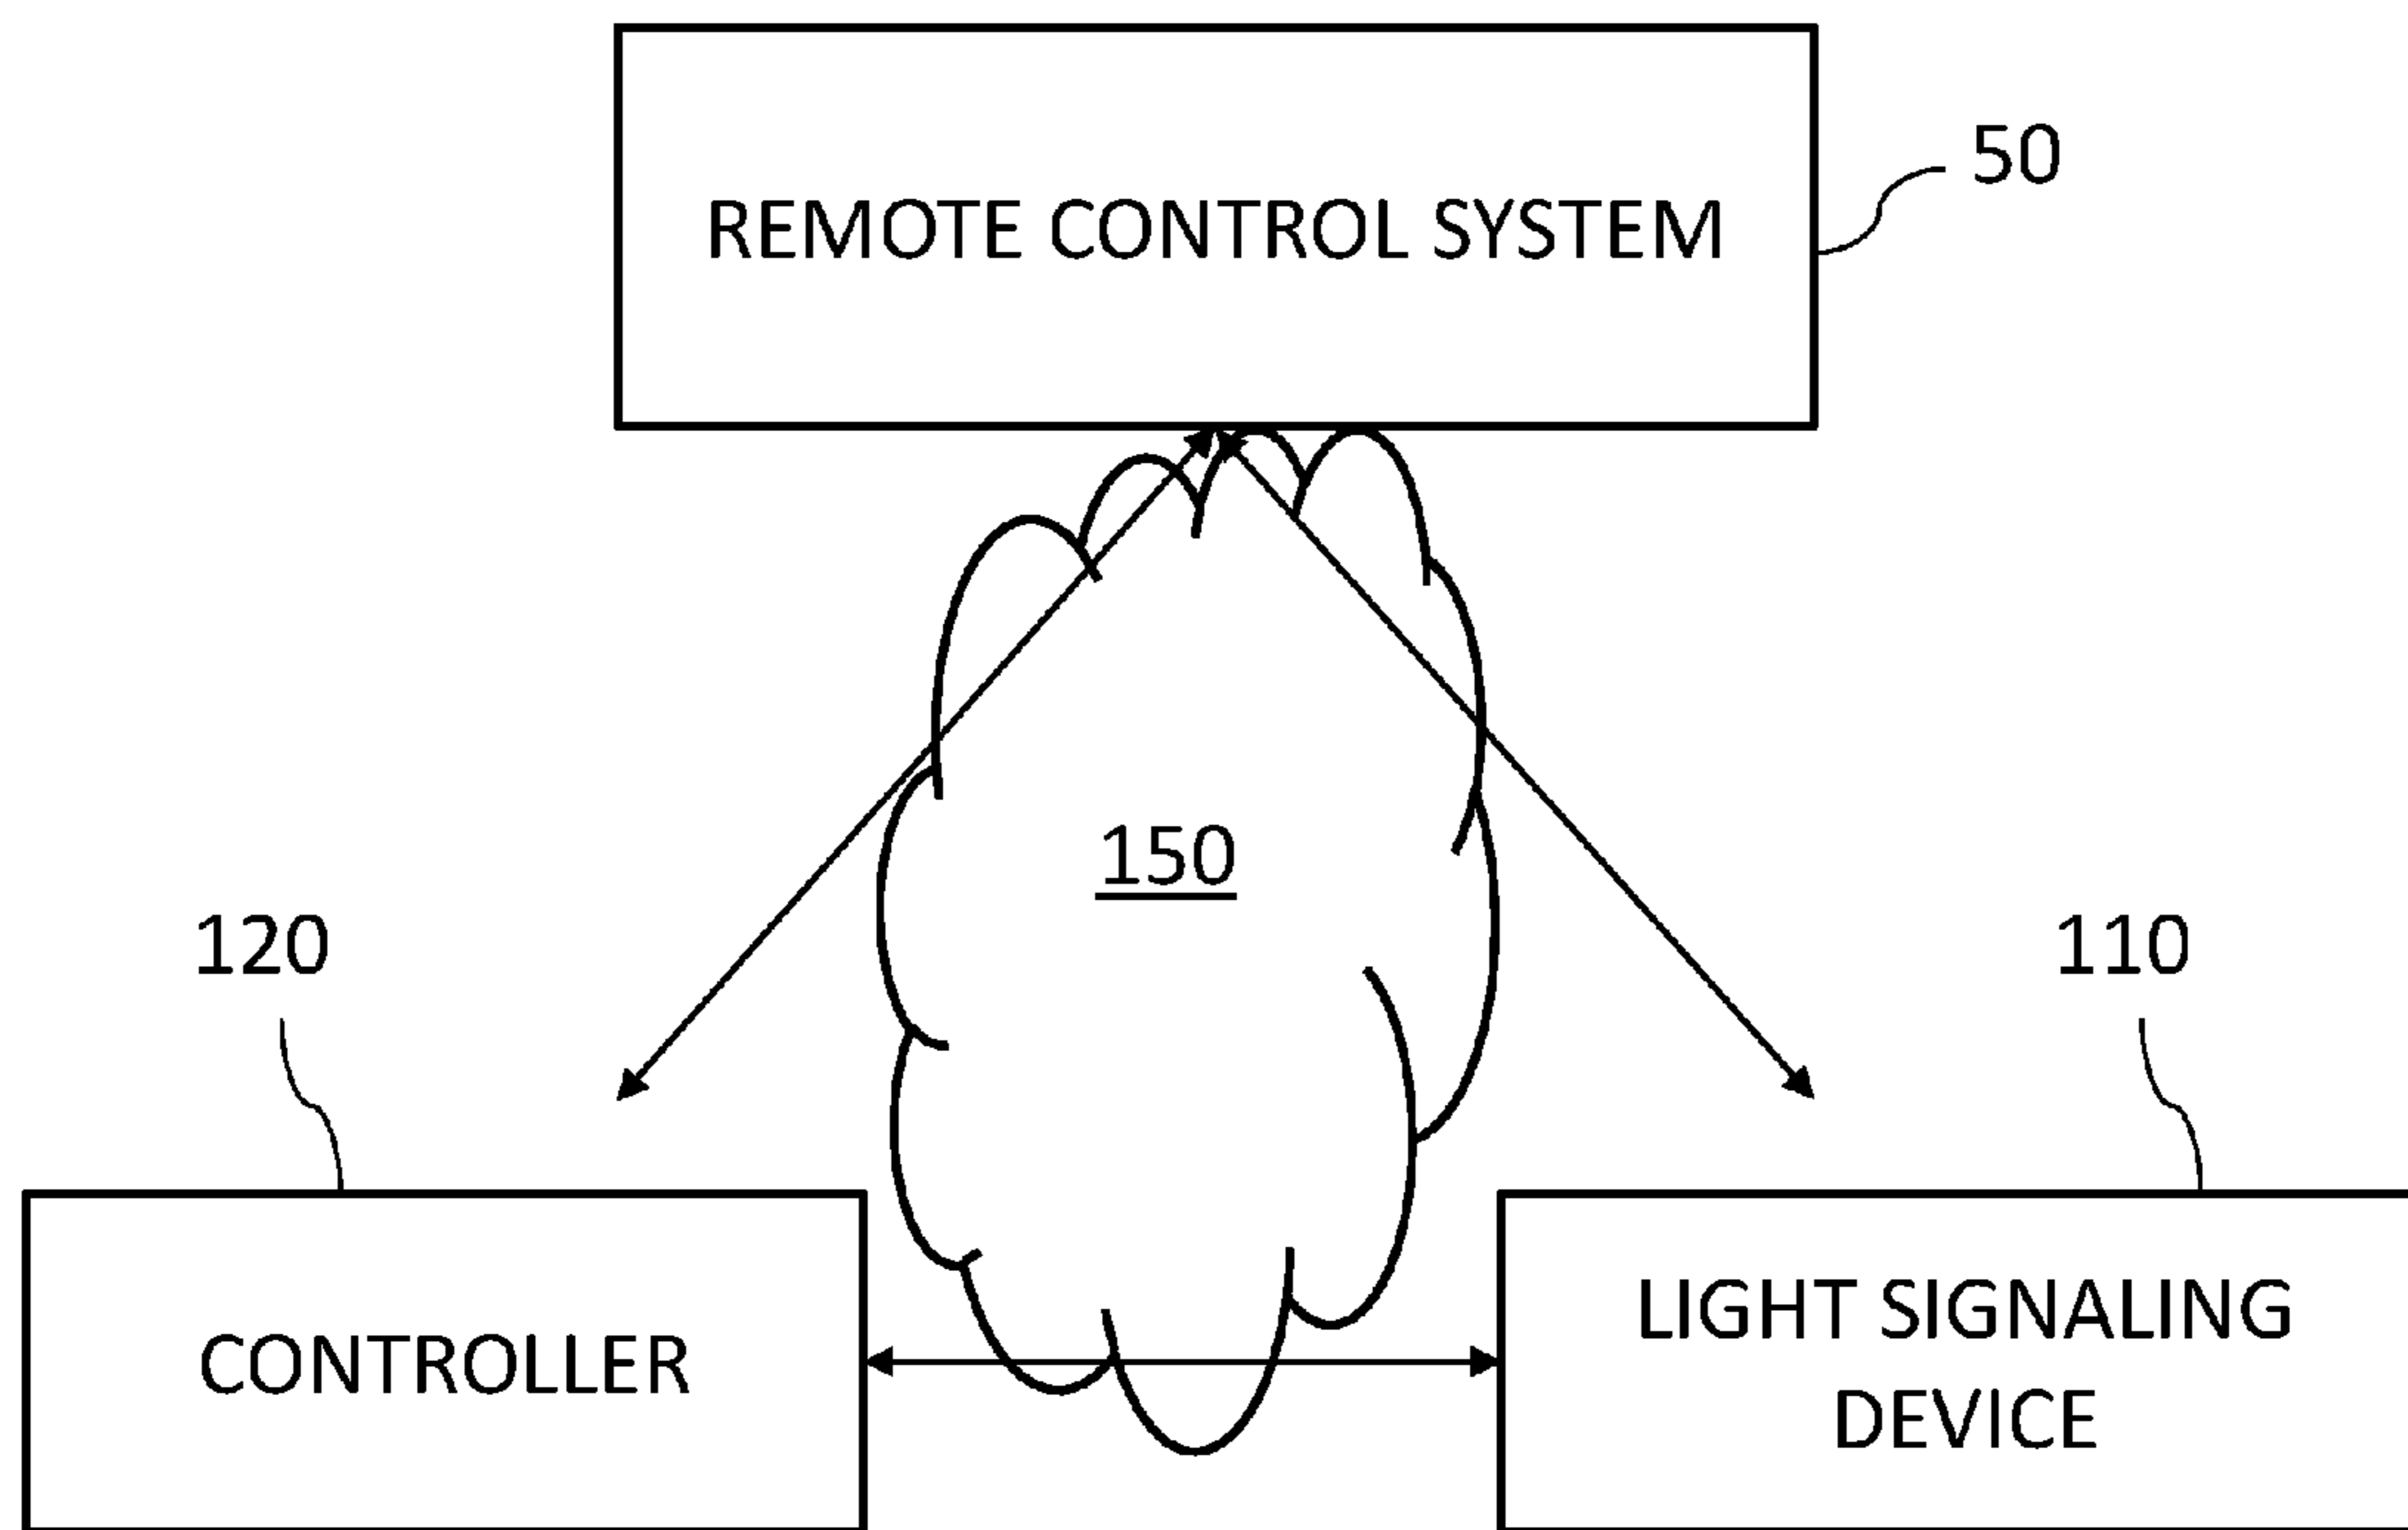 50
REMOTE CONTROL SYSTEM
150
120
110
CONTROLLER
LIGHT SIGNALING
DEVICE